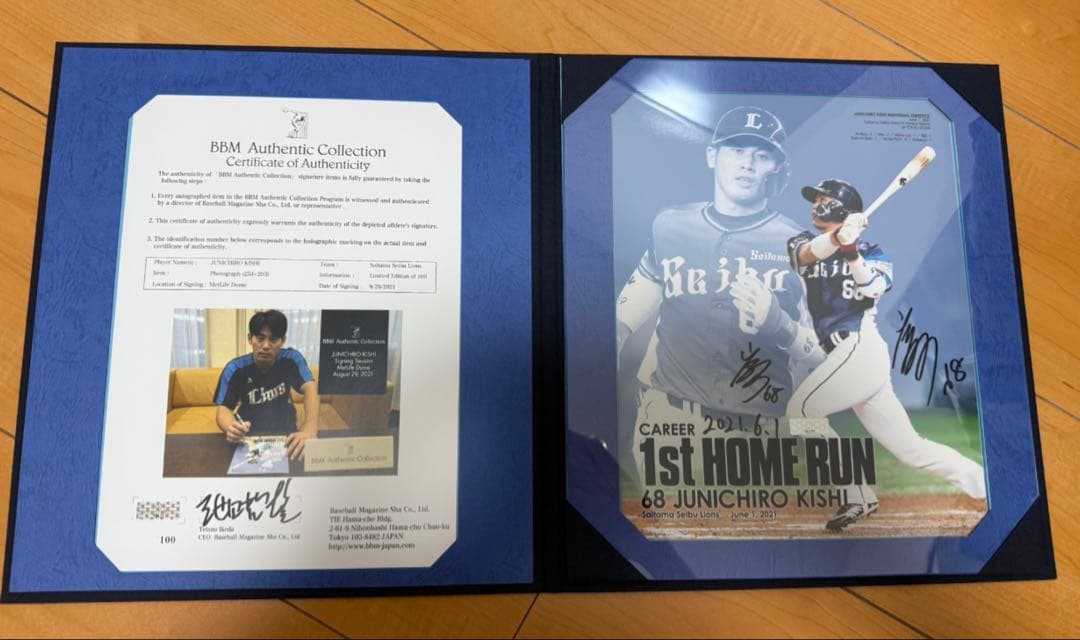 BBM Authentic Collection
Certificate of Authenticity
The authenticity of 「BBM Authentic Collection」 signature items is fully guaranteed by taking the
following steps :
1. Every autographed item in the BBM Authentic Collection Program is witnessed and authenticated
by a director of Baseball Magazine Sha Co., Ltd. or representative .
2. This certificate of authenticity expressly warrants the authenticity of the depicted athlete's signature.
3. The identification number below corresponds to the holographic marking on the actual item and
certificate of authenticity.
Player Name(s) : JUNICHIRO KISHI Team : Saitama Seibu Lions
Item : Photograph (254×203) Information : Limited Edition of 100
Location of Signing : MetLife Dome Date of Signing : 8/29/2021
BBM Authentic Collection
JUNICHIRO KISHI
Signing Session
MetLife Dome
August 29, 2021
Lions
BBM Authentic Collection
100
Tetsuo Ikeda
CEO Baseball Magazine Sha Co., Ltd
Baseball Magazine Sha Co., Ltd.
TIE Hama-cho Bldg.
2-61-9 Nihonbashi Hama-cho Chuo-ku
Tokyo 103-8482 JAPAN
http://www.bbm-japan.com
L
Saitama
Seibu
68
68
68
CAREER 2021.6.1
1st HOME RUN
68 JUNICHIRO KISHI
Saitama Seibu Lions June 1, 2021